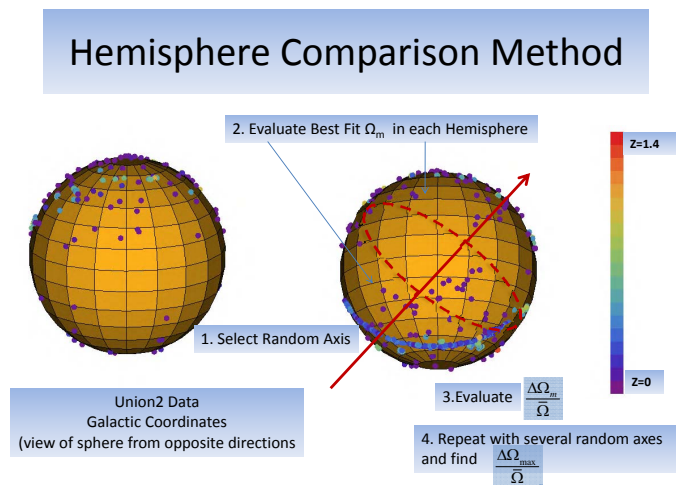 Hemisphere Comparison Method
2. Evaluate Best Fit Ωm in each Hemisphere
Z=1.4
1. Select Random Axis
Z=0
Union2 Data
Galactic Coordinates
(view of sphere from opposite directions
3.Evaluate ΔΩm/Ω̅
4. Repeat with several random axes
and find ΔΩmax/Ω̅